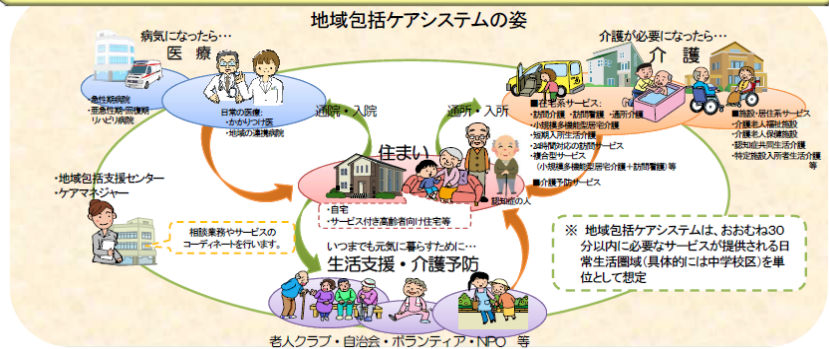 地域包括ケアシステムの姿
病気になったら…
医 療
・急性期病院
・亜急性期・回復期
リハビリ病院
日常の医療:
・かかりつけ医
・地域の連携病院
通院・入院
通所・入所
介護が必要になったら…
介 護
■在宅系サービス:
・訪問介護 ・訪問看護 ・通所介護
・小規模多機能型居宅介護
・短期入所生活介護
・24時間対応の訪問サービス
・複合型サービス
(小規模多機能型居宅介護+訪問看護)等
■介護予防サービス
■施設・居住系サービス
・介護老人福祉施設
・介護老人保健施設
・認知症共同生活介護
・特定施設入所者生活介護
等
住まい
認知症の人
・自宅
・サービス付き高齢者向け住宅等
・地域包括支援センター
・ケアマネジャー
相談業務やサービスの
コーディネートを行います。
いつまでも元気に暮らすために…
生活支援・介護予防
老人クラブ・自治会・ボランティア・NPO 等
※ 地域包括ケアシステムは、おおむね30
分以内に必要なサービスが提供される日
常生活圏域(具体的には中学校区)を単
位として想定